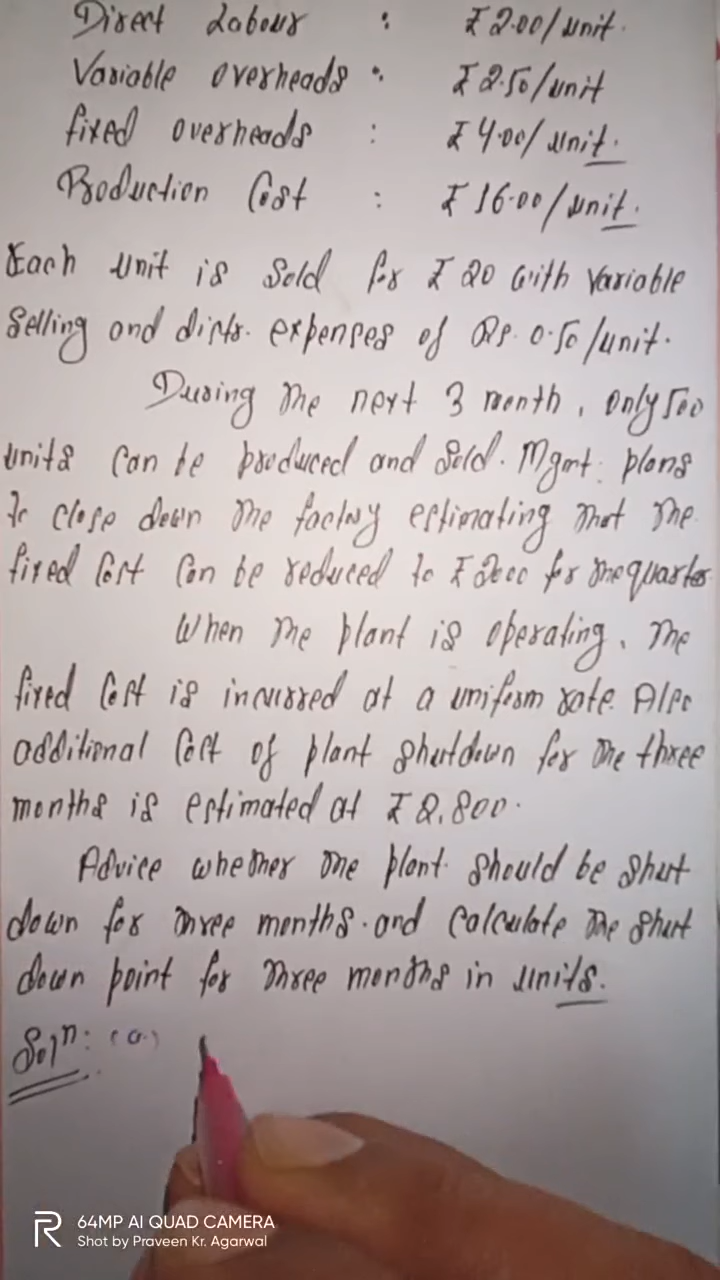 Direct Labour : ₹2.00/unit.
Variable overheads : ₹2.50/unit
fixed overheads : ₹4.00/unit.
Production Cost : ₹16.00/unit.
Each unit is sold for ₹20 with variable
selling and distr. expenses of Rs. 0.50/unit.
During the next 3 month, only 500
units can be produced and sold. Mgmt: plans
to close down the factory estimating that the
fixed cost can be reduced to ₹2000 for the quarter
When the plant is operating, the
fixed cost is incurred at a uniform rate. Also
additional cost of plant shutdown for the three
months is estimated at ₹2,800.
Advice whether the plant should be shut
down for three months and calculate the shut
down point for three months in units.
Solⁿ: (a)
64MP AI QUAD CAMERA
Shot by Praveen Kr. Agarwal